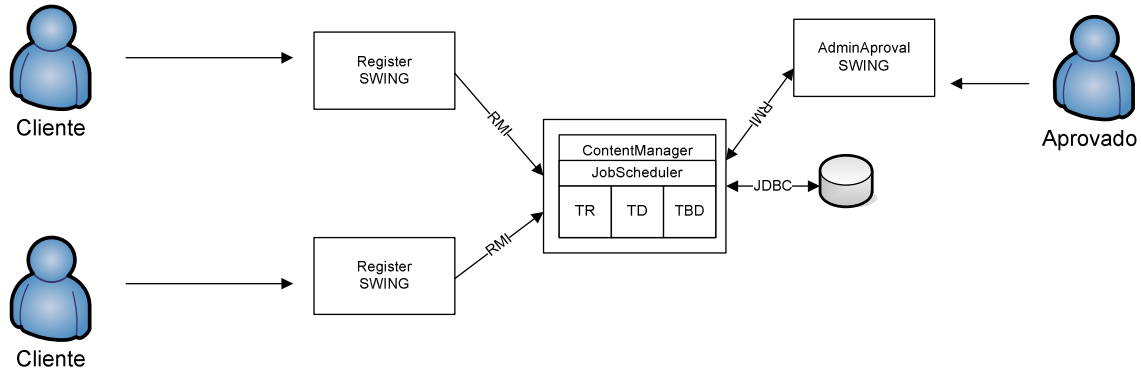 Cliente
Register
SWING
RMI
AdminAproval
SWING
RMI
Aprovado
ContentManager
JobScheduler
TR TD TBD
JDBC
Cliente
Register
SWING
RMI